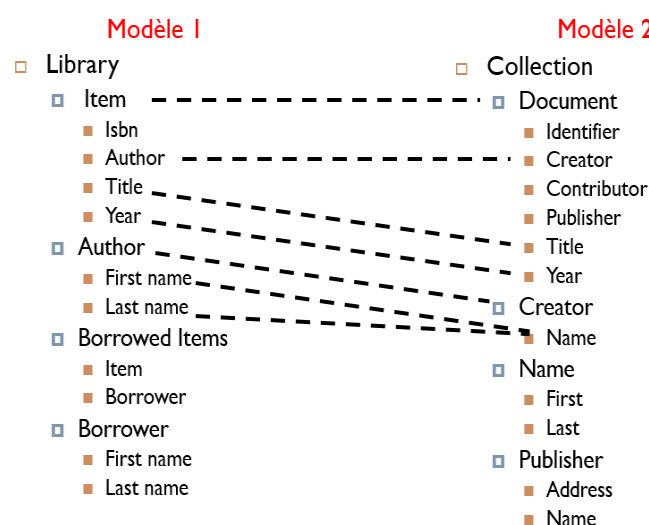 Modèle 1
Library
Item
Isbn
Author
Title
Year
Author
First name
Last name
Borrowed Items
Item
Borrower
Borrower
First name
Last name
Modèle 2
Collection
Document
Identifier
Creator
Contributor
Publisher
Title
Year
Creator
Name
Name
First
Last
Publisher
Address
Name